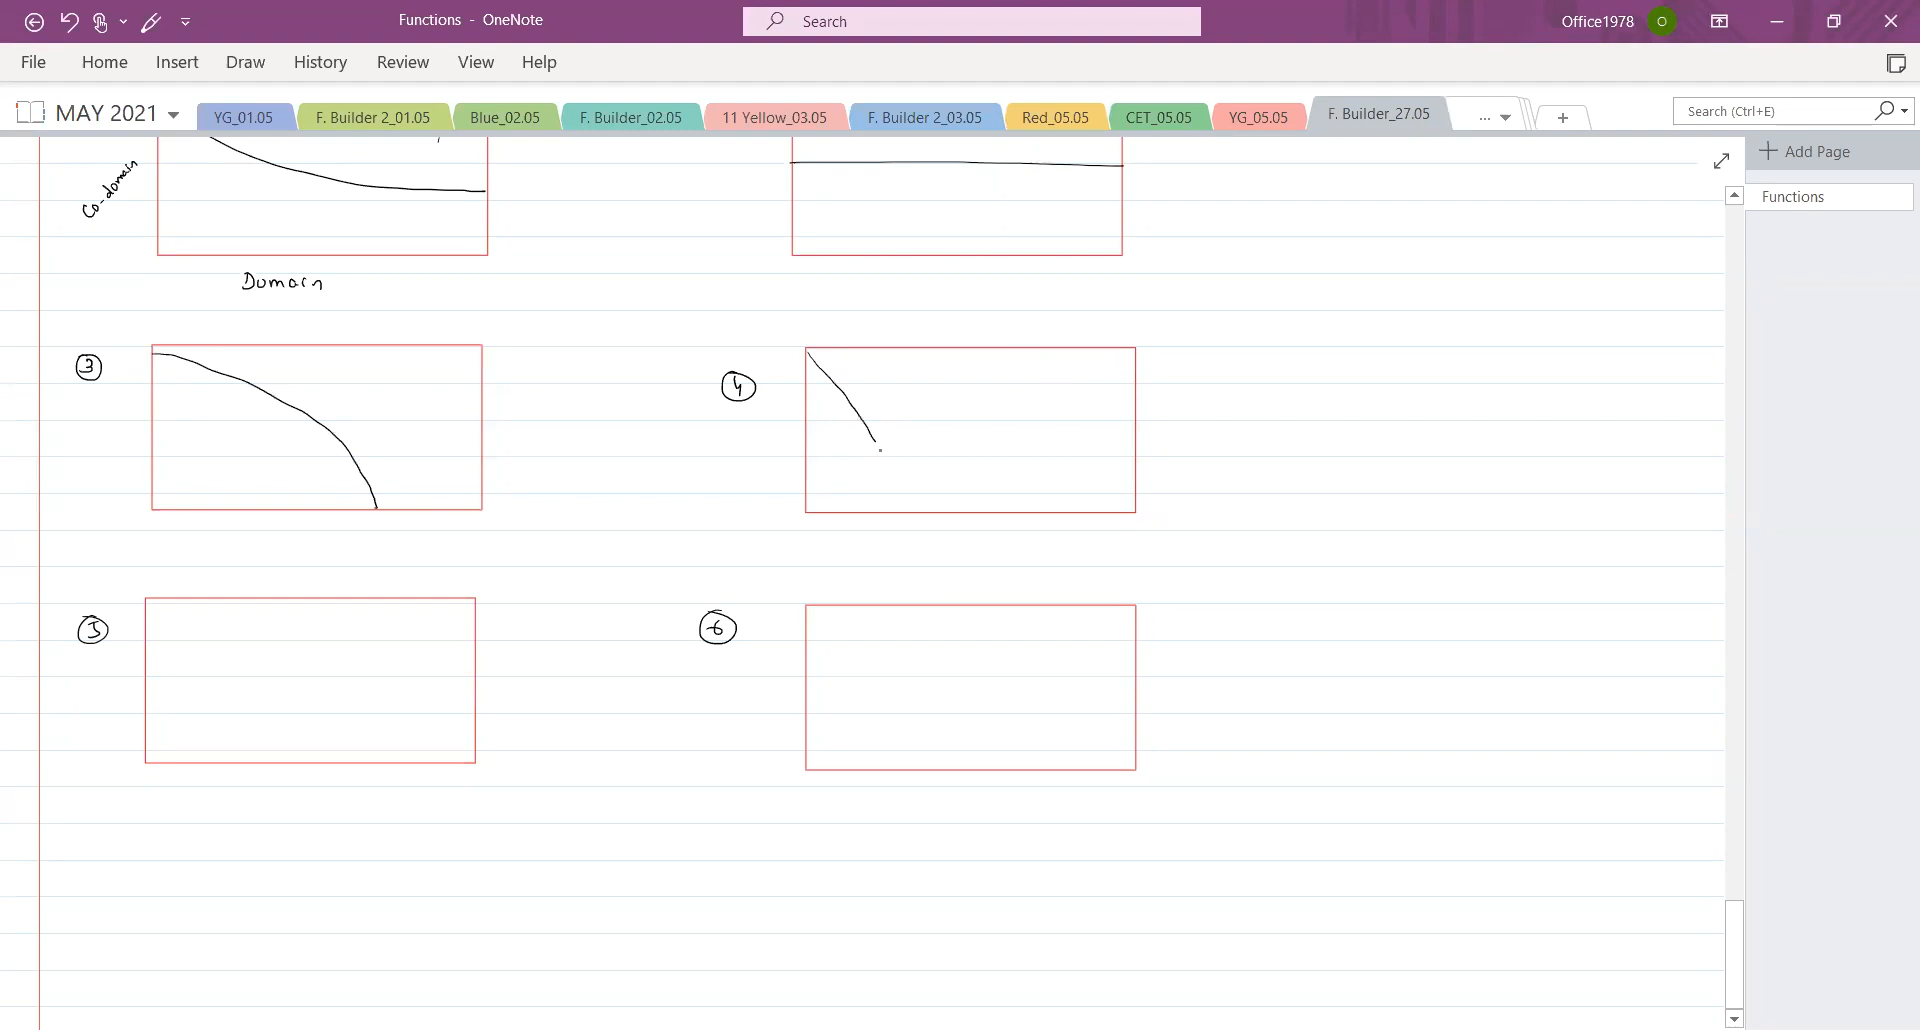 Functions - OneNote
Search
Office1978
O
File Home Insert Draw History Review View Help
MAY 2021
YG_01.05
F. Builder 2_01.05
Blue_02.05
F. Builder_02.05
11 Yellow_03.05
F. Builder 2_03.05
Red_05.05
CET_05.05
YG_05.05
F. Builder_27.05
...
+
Search (Ctrl+E)
Add Page
Functions
Co-domain
Domain
3
4
5
6